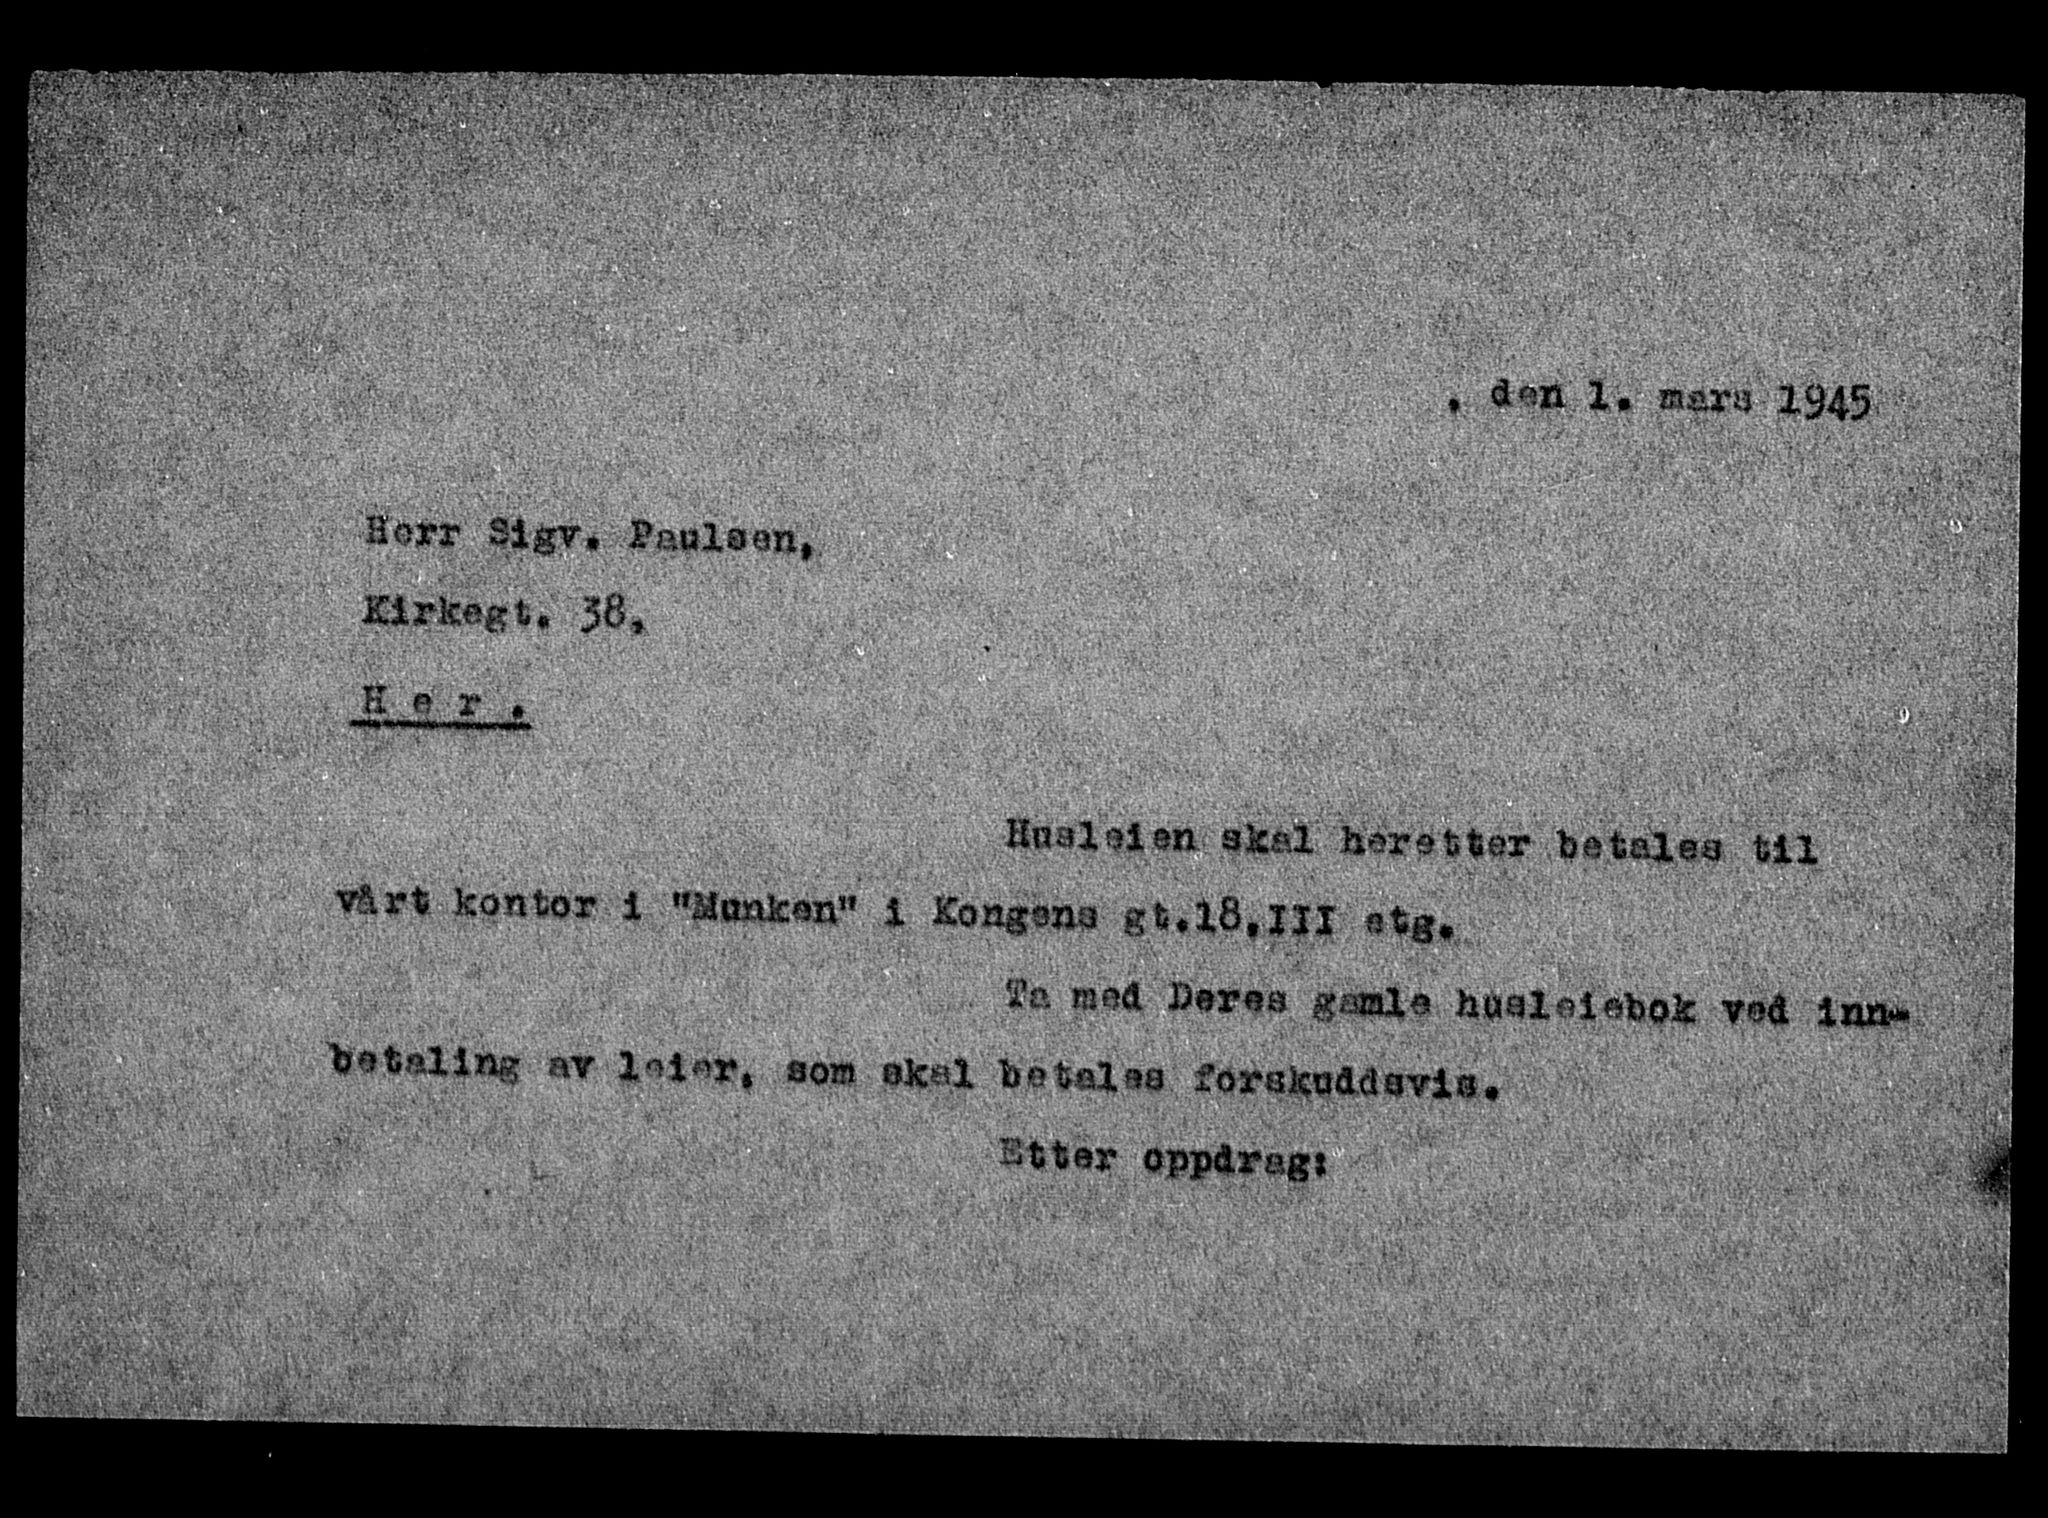 . den 1. mars 1945
Herr Sigv. Paulsen,
Kirkegt. 38,
H e r .
Husleien skal heretter betales til
vårt kontor i "Munken" i Kongens gt.18,III etg.
Ta med Deres gamle husleiebok ved inn-
betaling av leier, som skal betales forskuddsvis.
Etter oppdrag: